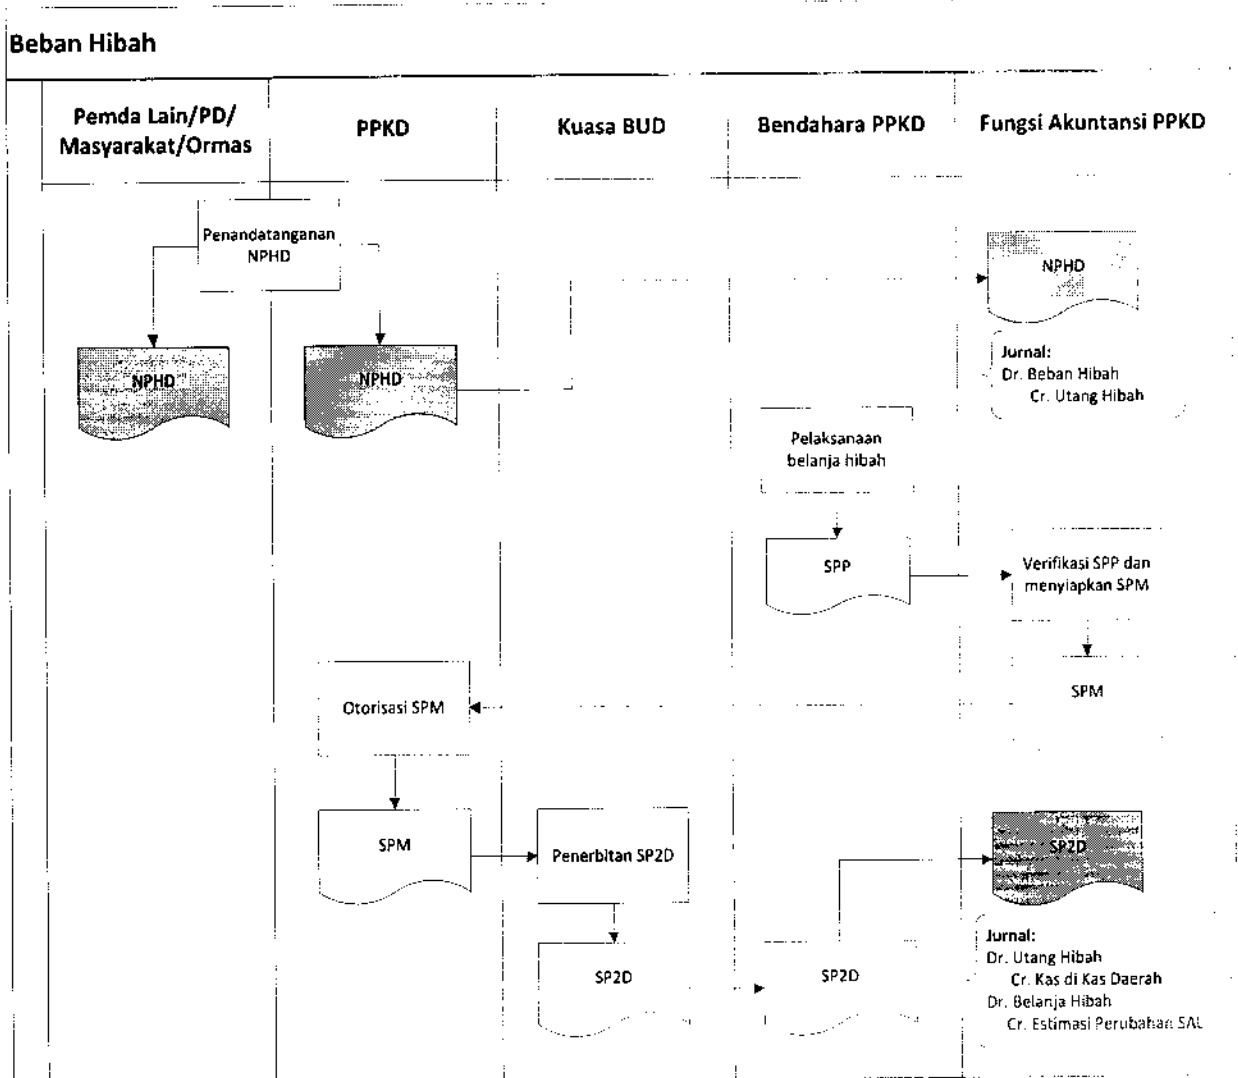 Beban Hibah
Pemda Lain/PD/
Masyarakat/Ormas
PPKD
Kuasa BUD
Bendahara PPKD
Fungsi Akuntansi PPKD
Penandatanganan
NPHD
NPHD
NPHD
NPHD
Jurnal:
Dr. Beban Hibah
Cr. Utang Hibah
Pelaksanaan
belanja hibah
SPP
Verifikasi SPP dan
menyiapkan SPM
SPM
Otorisasi SPM
SPM
Penerbitan SP2D
SP2D
SP2D
SP2D
Jurnal:
Dr. Utang Hibah
Cr. Kas di Kas Daerah
Dr. Belanja Hibah
Cr. Estimasi Perubahan SAL